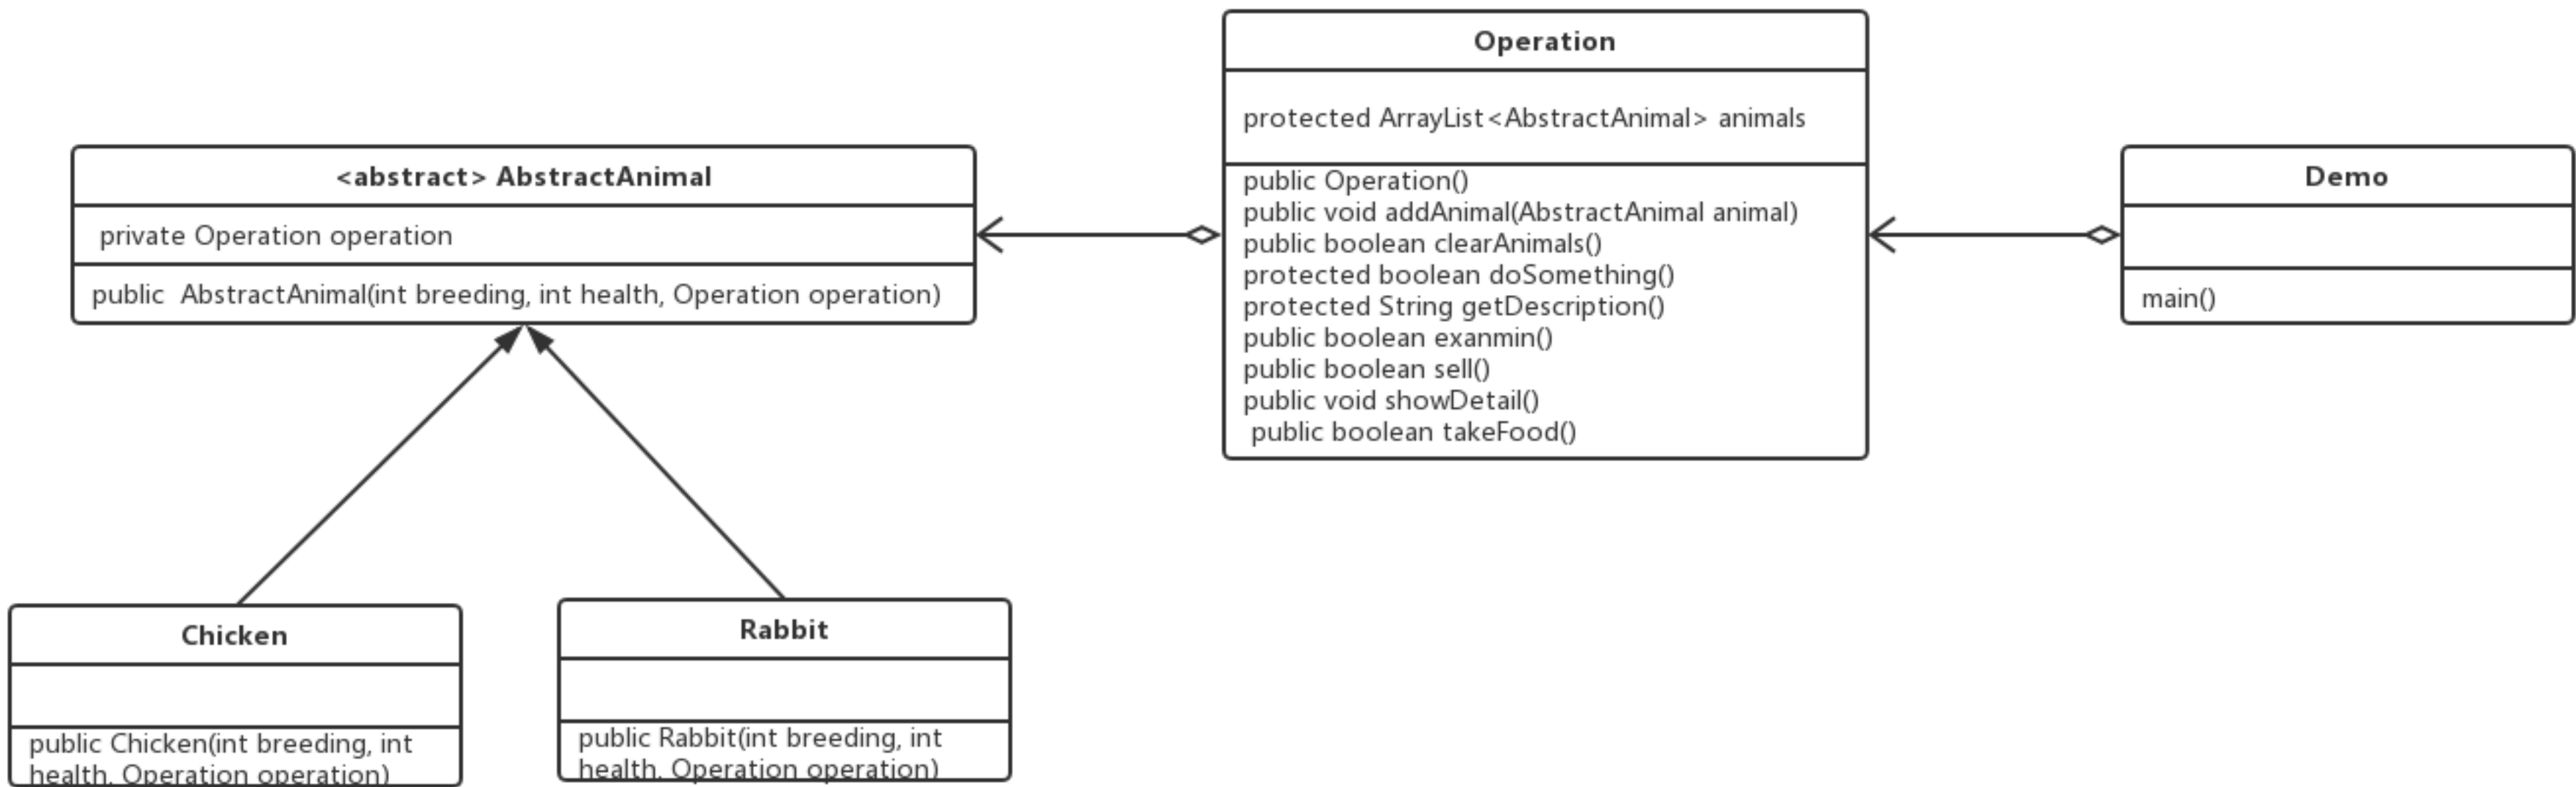 <abstract> AbstractAnimal
private Operation operation
public  AbstractAnimal(int breeding, int health, Operation operation)
Operation
protected ArrayList<AbstractAnimal> animals
public Operation()
public void addAnimal(AbstractAnimal animal)
public boolean clearAnimals()
protected boolean doSomething()
protected String getDescription()
public boolean exanmin()
public boolean sell()
public void showDetail()
public boolean takeFood()
Demo
main()
Chicken
public Chicken(int breeding, int
health, Operation operation)
Rabbit
public Rabbit(int breeding, int
health, Operation operation)